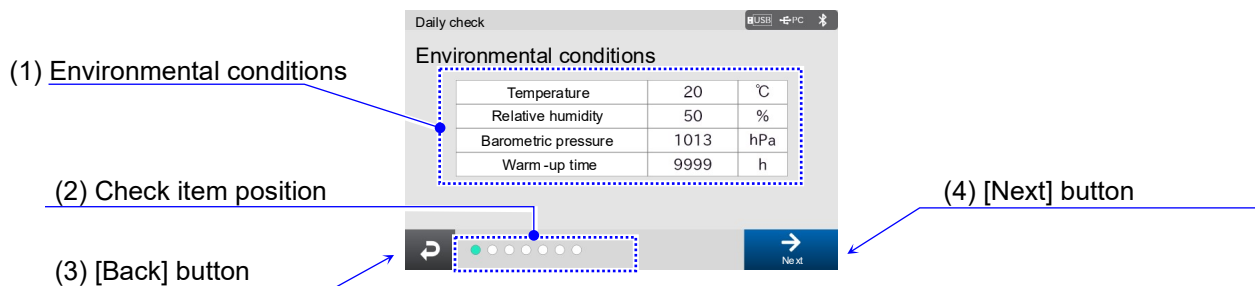 Daily check
USB PC
Environmental conditions
(1) Environmental conditions
Temperature 20 ℃
Relative humidity 50 %
Barometric pressure 1013 hPa
Warm-up time 9999 h
(2) Check item position
(4) [Next] button
Next
(3) [Back] button